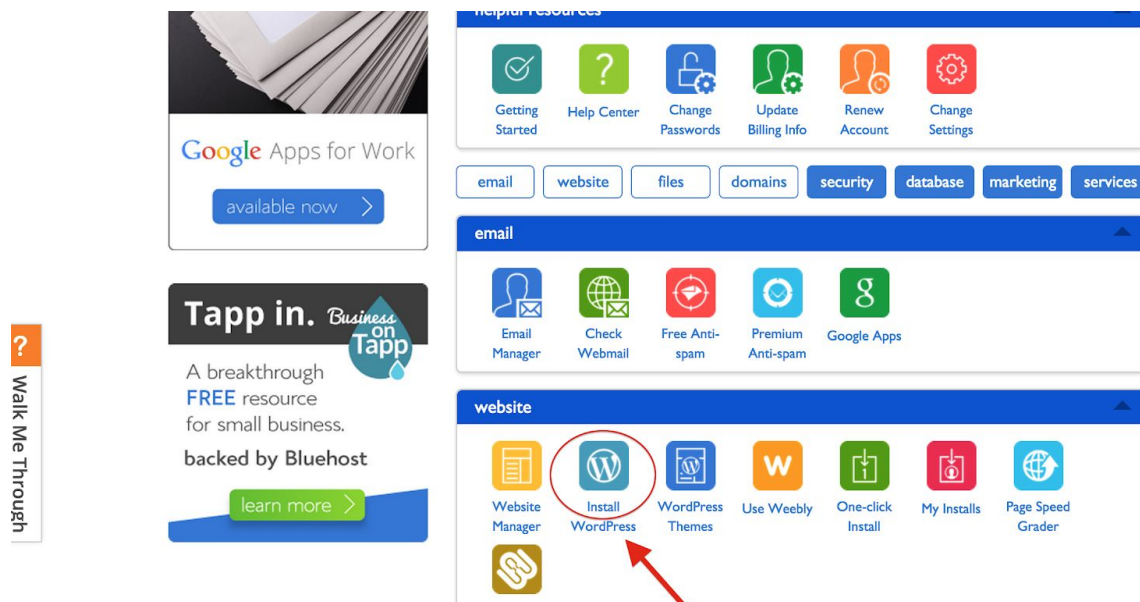 helpful resources
Getting Started
Help Center
Change Passwords
Update Billing Info
Renew Account
Change Settings
Google Apps for Work
available now
email
website
files
domains
security
database
marketing
services
email
Email Manager
Check Webmail
Free Anti-spam
Premium Anti-spam
Google Apps
Tapp in.
Business on Tapp
A breakthrough
FREE resource
for small business.
backed by Bluehost
learn more
?
Walk Me Through
website
Website Manager
Install WordPress
WordPress Themes
Use Weebly
One-click Install
My Installs
Page Speed Grader